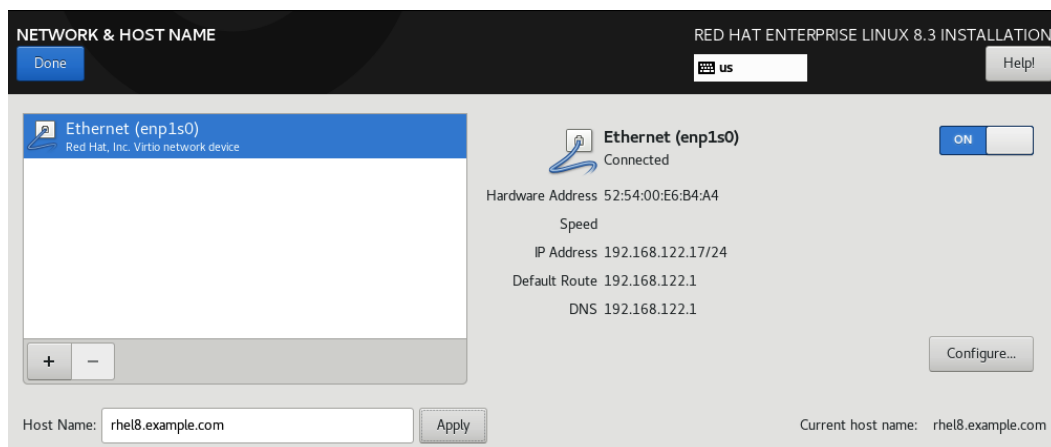 NETWORK & HOST NAME
RED HAT ENTERPRISE LINUX 8.3 INSTALLATION
Done
us
Help!
Ethernet (enp1s0)
Red Hat, Inc. Virtio network device
Ethernet (enp1s0)
Connected
ON
Hardware Address 52:54:00:E6:B4:A4
Speed
IP Address 192.168.122.17/24
Default Route 192.168.122.1
DNS 192.168.122.1
+ −
Configure...
Host Name: rhel8.example.com Apply
Current host name: rhel8.example.com